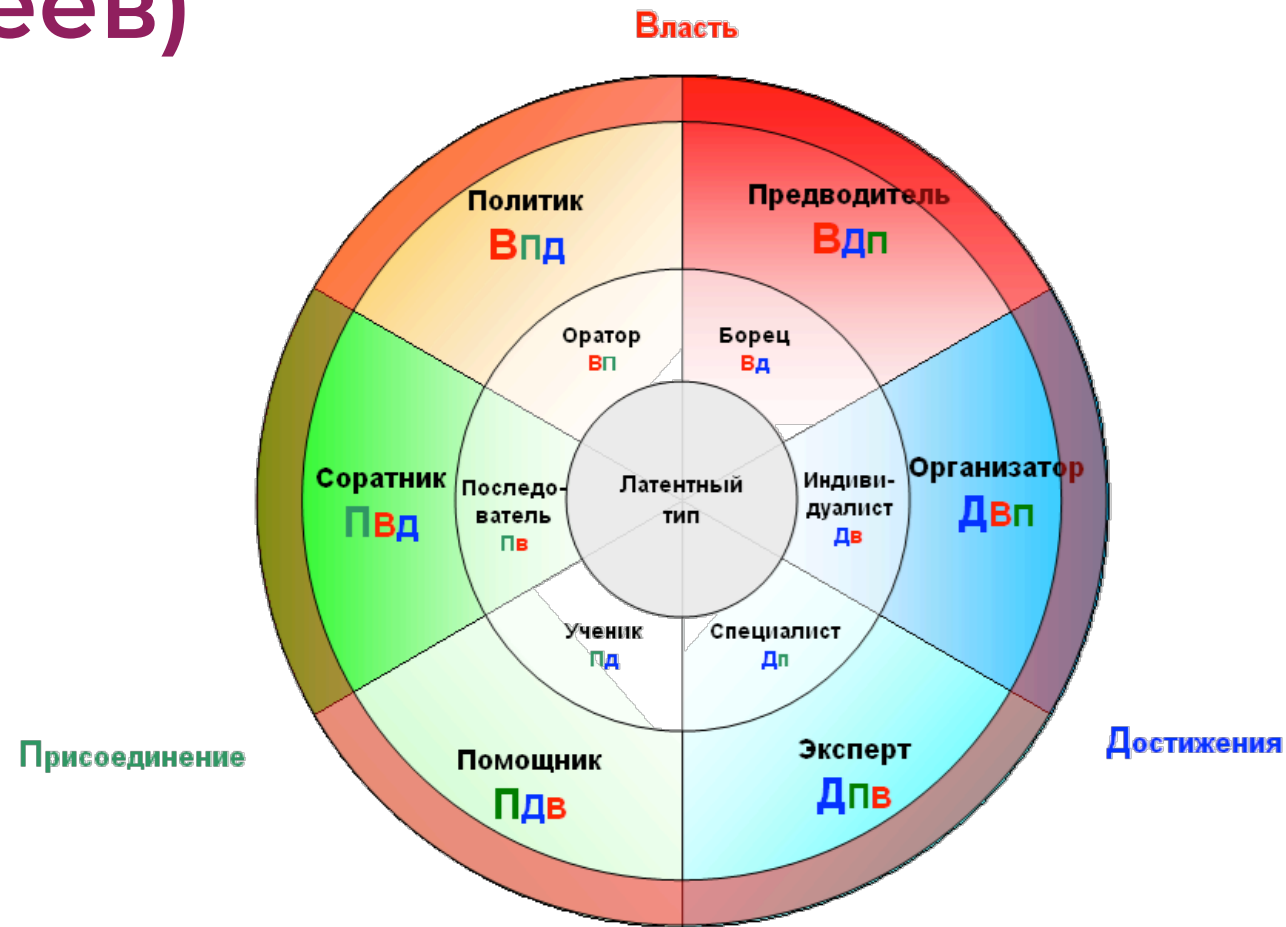 еев)
Власть
Политик
Впд
Предводитель
ВДп
Оратор
Вп
Борец
Вд
Соратник
Пвд
Последо-
ватель
Пв
Латентный
тип
Индиви-
дуалист
Дв
Организатор
Двп
Ученик
Пд
Специалист
Дп
Присоединение
Достижения
Помощник
ПДв
Эксперт
Дпв